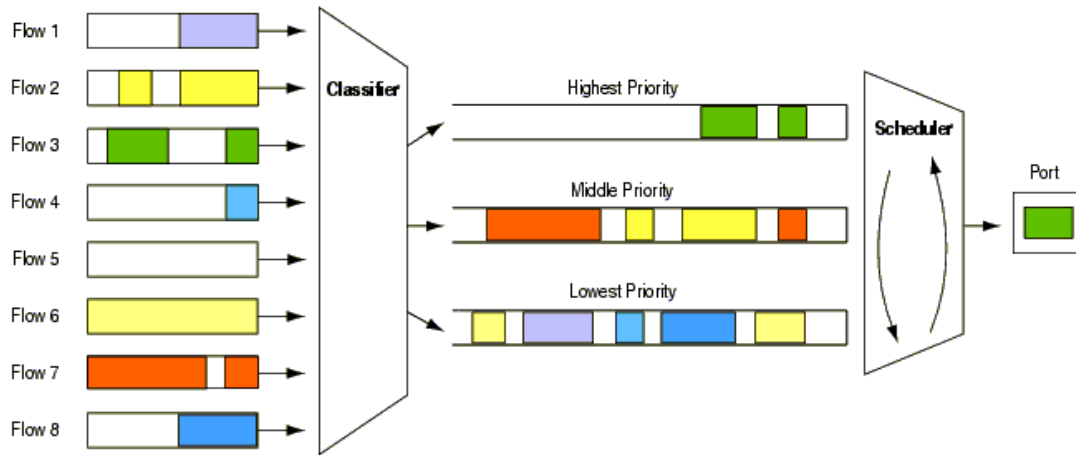 Flow 1
Flow 2
Flow 3
Flow 4
Flow 5
Flow 6
Flow 7
Flow 8
Classifier
Highest Priority
Middle Priority
Lowest Priority
Scheduler
Port